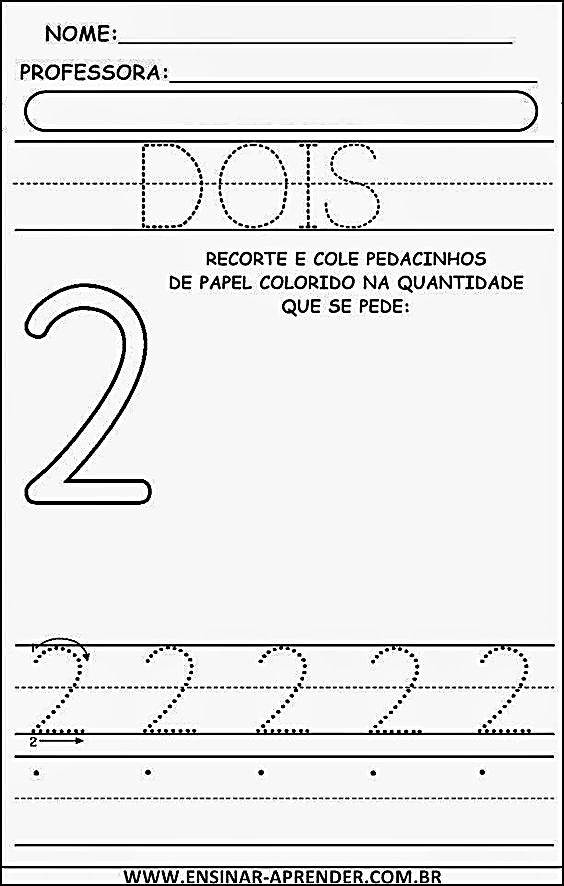 NOME:
PROFESSORA:
DOIS
RECORTE E COLE PEDACINHOS
DE PAPEL COLORIDO NA QUANTIDADE
QUE SE PEDE:
2
1
2 2 2 2 2
2
WWW.ENSINAR-APRENDER.COM.BR